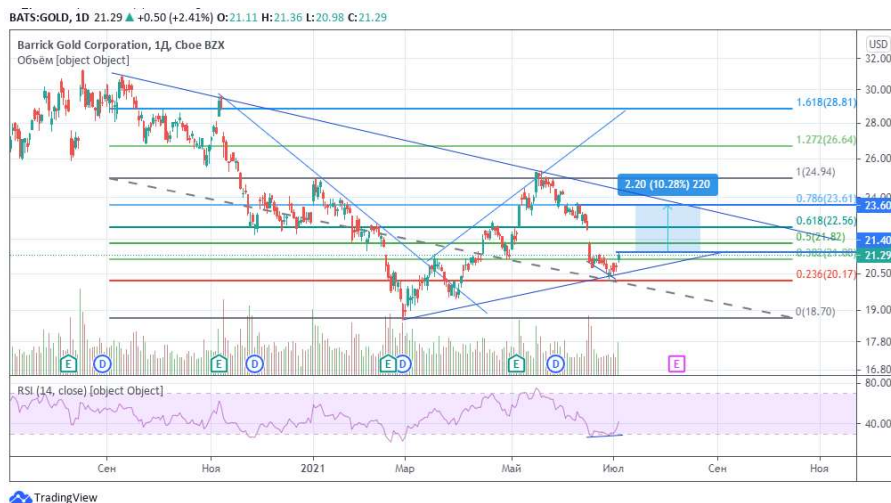 BATS:GOLD, 1D 21.29 ▲ +0.50 (+2.41%) O:21.11 H:21.36 L:20.98 C:21.29
Barrick Gold Corporation, 1Д, Cboe BZX
Объём [object Object]
USD
32.00
30.00
1.618(28.81)
28.00
1.272(26.64)
26.00
1(24.94)
2.20 (10.28%) 220
24.00
0.786(23.61)
23.60
0.618(22.56)
0.5(21.82)
21.40
21.29
20.50
0.236(20.17)
19.00
0(18.70)
17.80
16.80
E D E D E D E D E
RSI (14, close) [object Object]
80.00
40.00
Сен Ноя 2021 Мар Май Июл Сен Ноя
TradingView